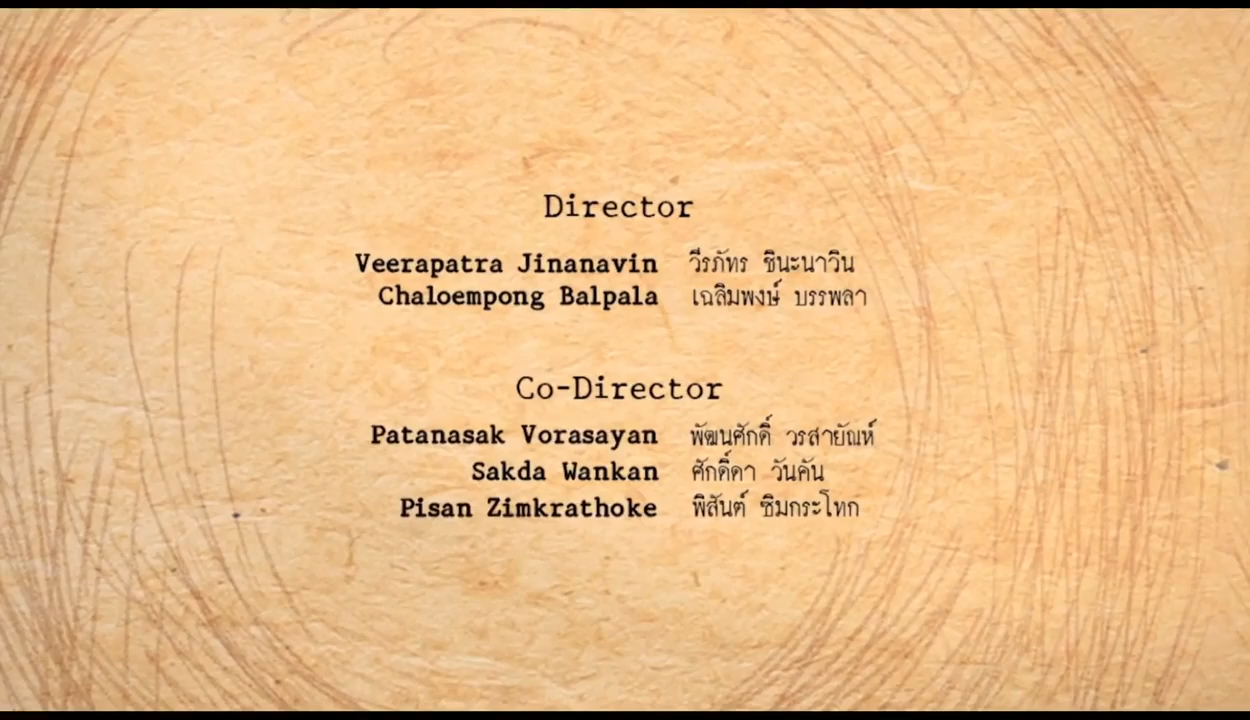 Director
Veerapatra Jinanavin วีรภัทร ชินะนาวิน
Chaloempong Balpala เฉลิมพงษ์ บรรพลา
Co-Director
Patanasak Vorasayan พัฒนศักดิ์ วรสายัณห์
Sakda Wankan ศักดิ์ดา วันคัน
Pisan Zimkrathoke พิสันต์ ซิมกระโทก